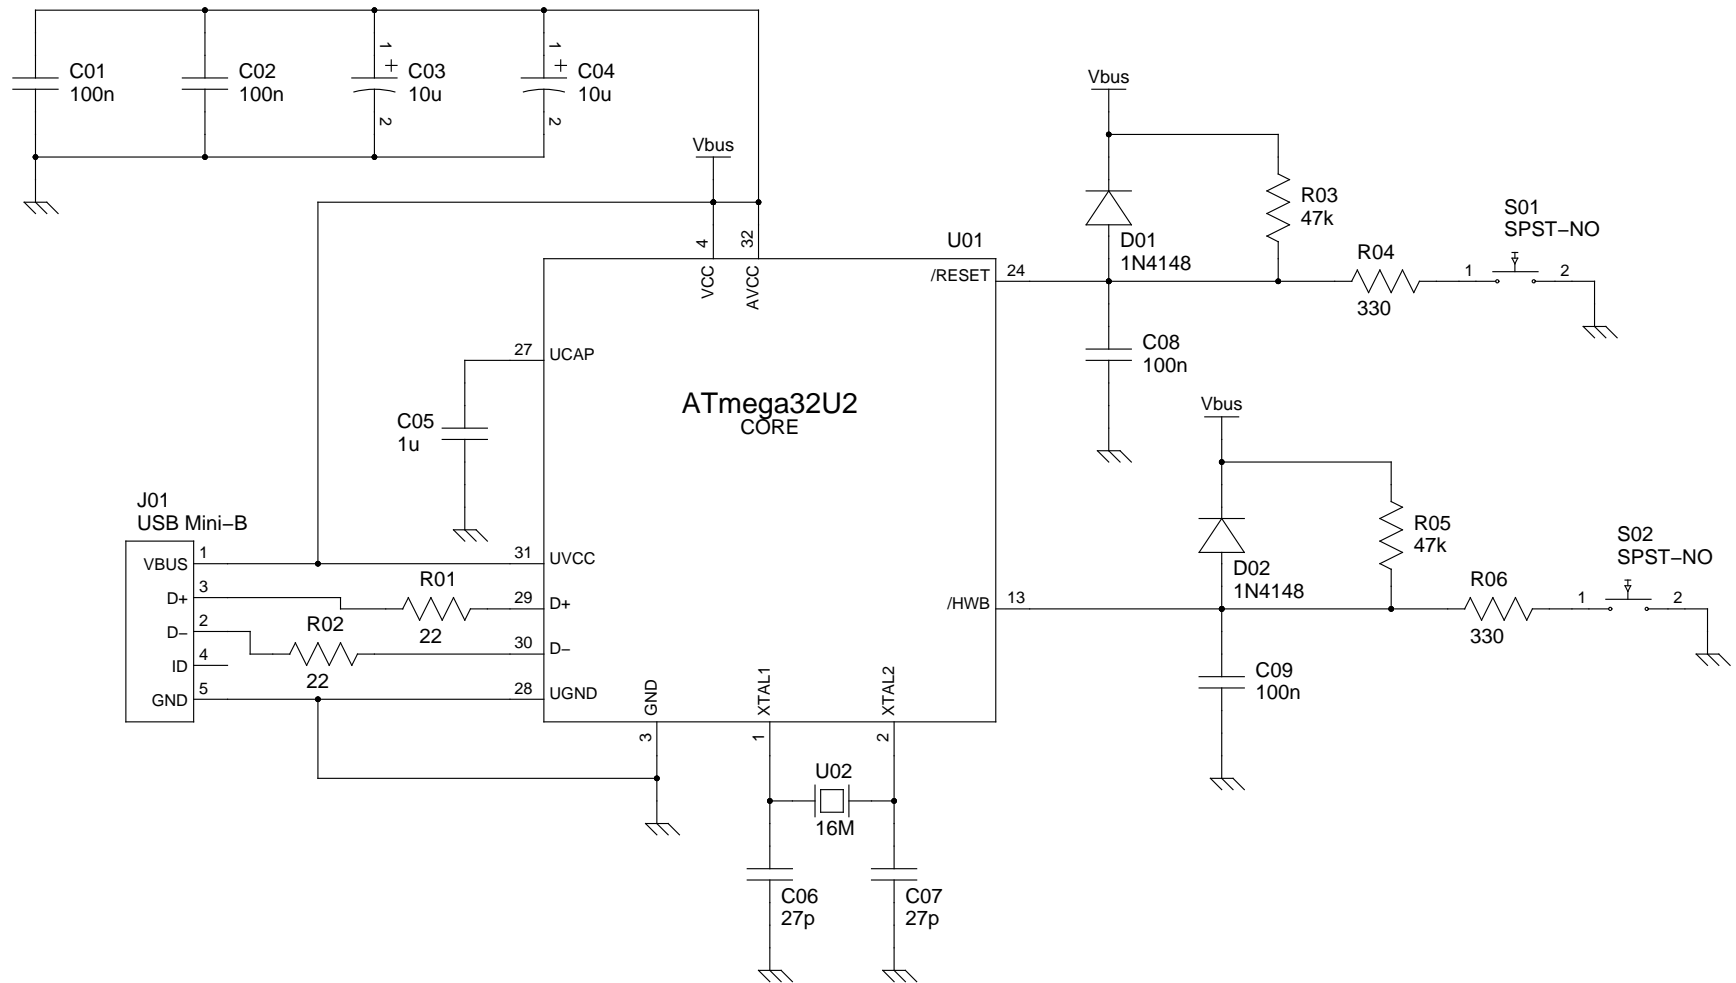 C01
100n
C02
100n
1
+
C03
10u
2
1
+
C04
10u
2
Vbus
4
VCC
32
AVCC
U01
ATmega32U2
CORE
/RESET
24
27
UCAP
C05
1u
J01
USB Mini–B
VBUS
1
D+
3
D–
2
ID
4
GND
5
31
UVCC
R01
22
29
D+
R02
22
30
D–
28
UGND
GND
3
XTAL1
1
XTAL2
2
U02
16M
C06
27p
C07
27p
Vbus
D01
1N4148
R03
47k
R04
330
S01
SPST–NO
1
2
C08
100n
Vbus
D02
1N4148
R05
47k
/HWB
13
R06
330
S02
SPST–NO
1
2
C09
100n